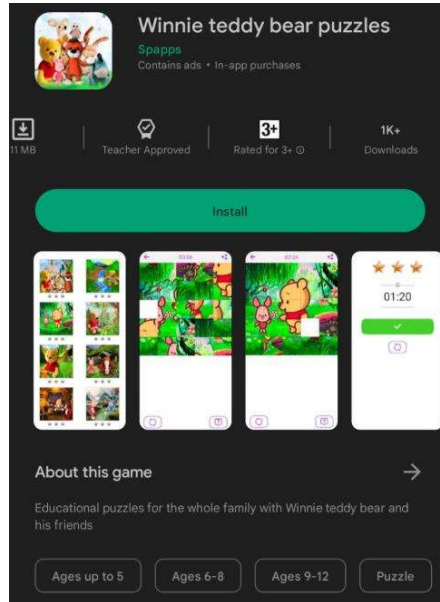 Winnie teddy bear puzzles
Spapps
Contains ads • In-app purchases
3+
1K+
11 MB
Teacher Approved
Rated for 3+
Downloads
Install
03:24
01:20
About this game
Educational puzzles for the whole family with Winnie teddy bear and
his friends
Ages up to 5
Ages 6-8
Ages 9-12
Puzzle